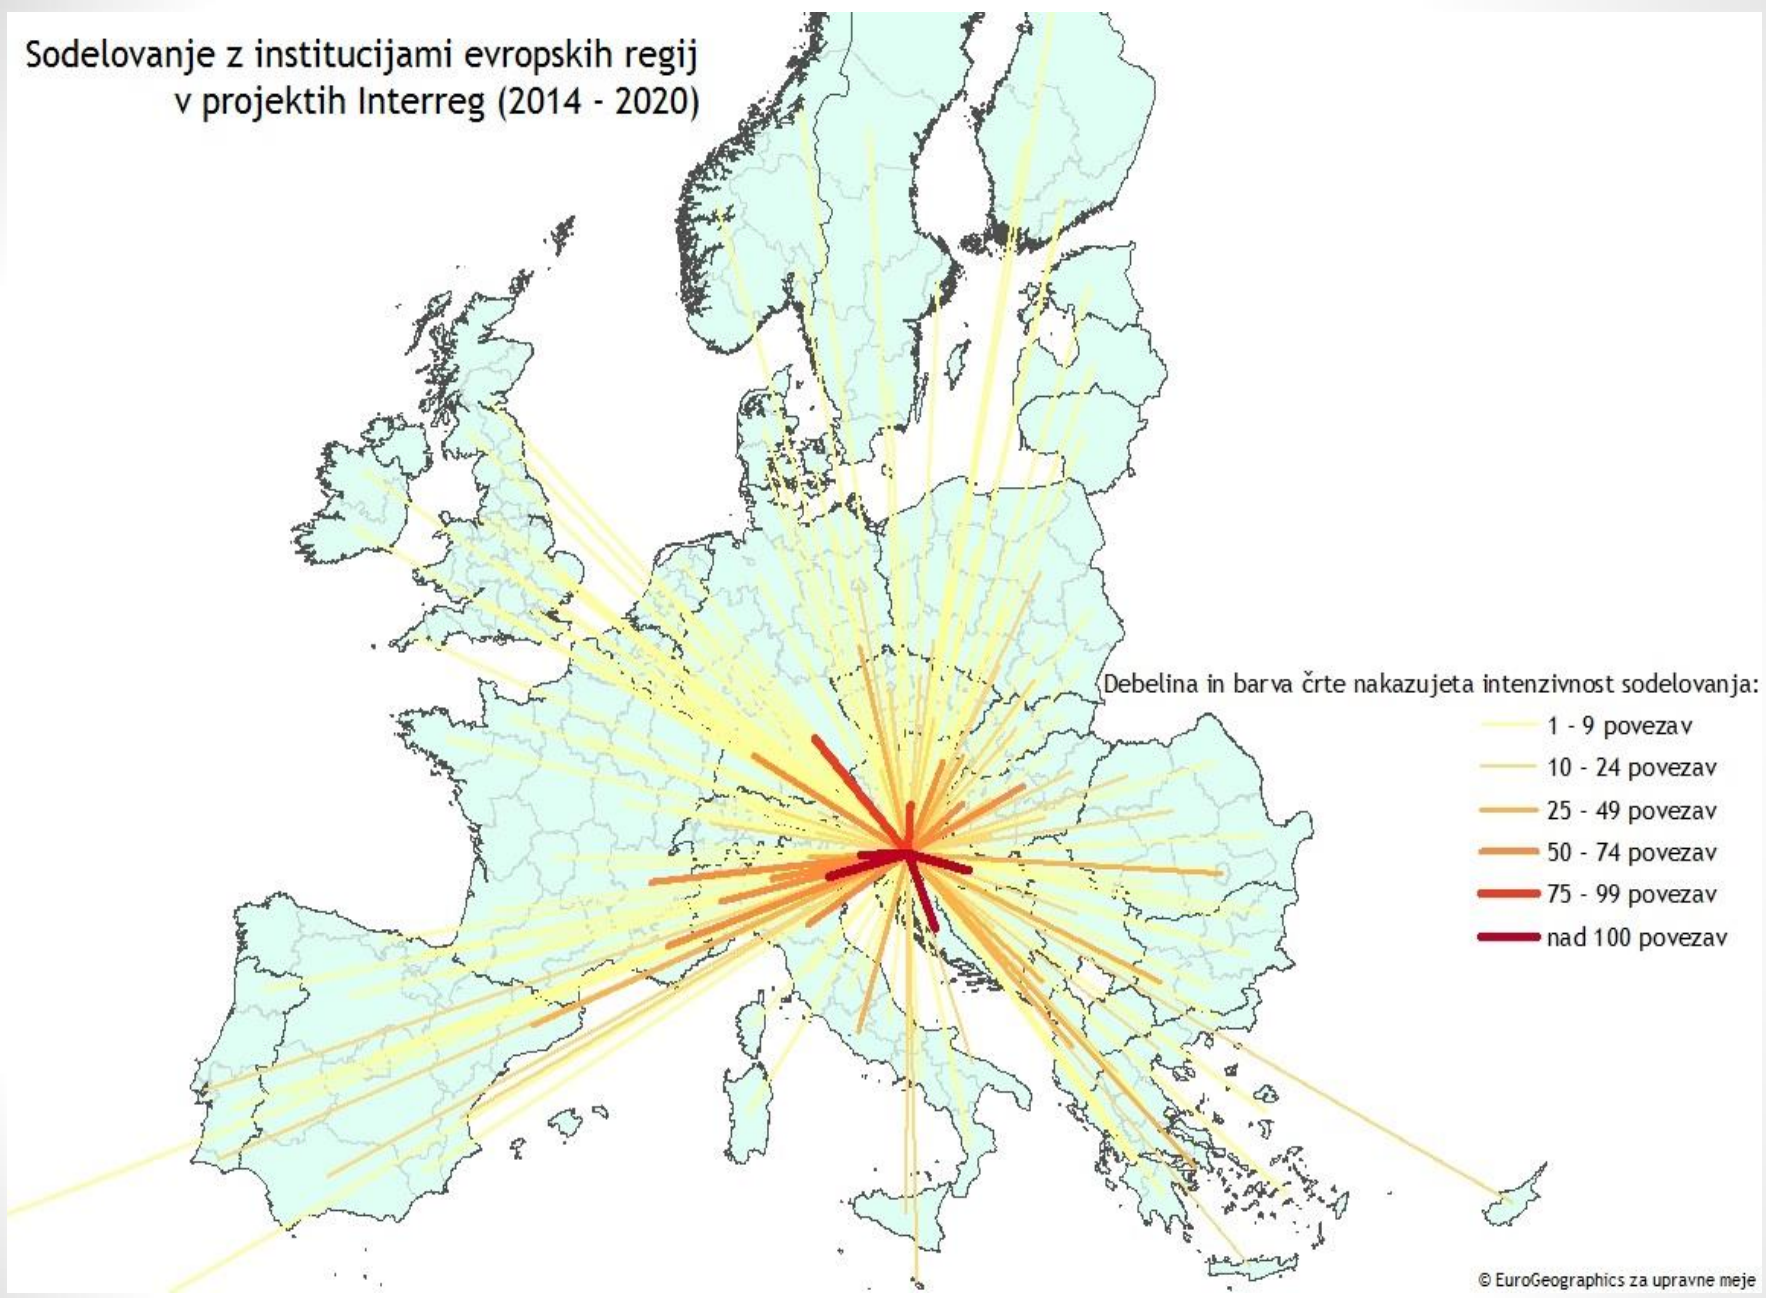 Sodelovanje z institucijami evropskih regij
v projektih Interreg (2014 - 2020)
Debelina in barva črte nakazujeta intenzivnost sodelovanja:
1 - 9 povezav
10 - 24 povezav
25 - 49 povezav
50 - 74 povezav
75 - 99 povezav
nad 100 povezav
© EuroGeographics za upravne meje